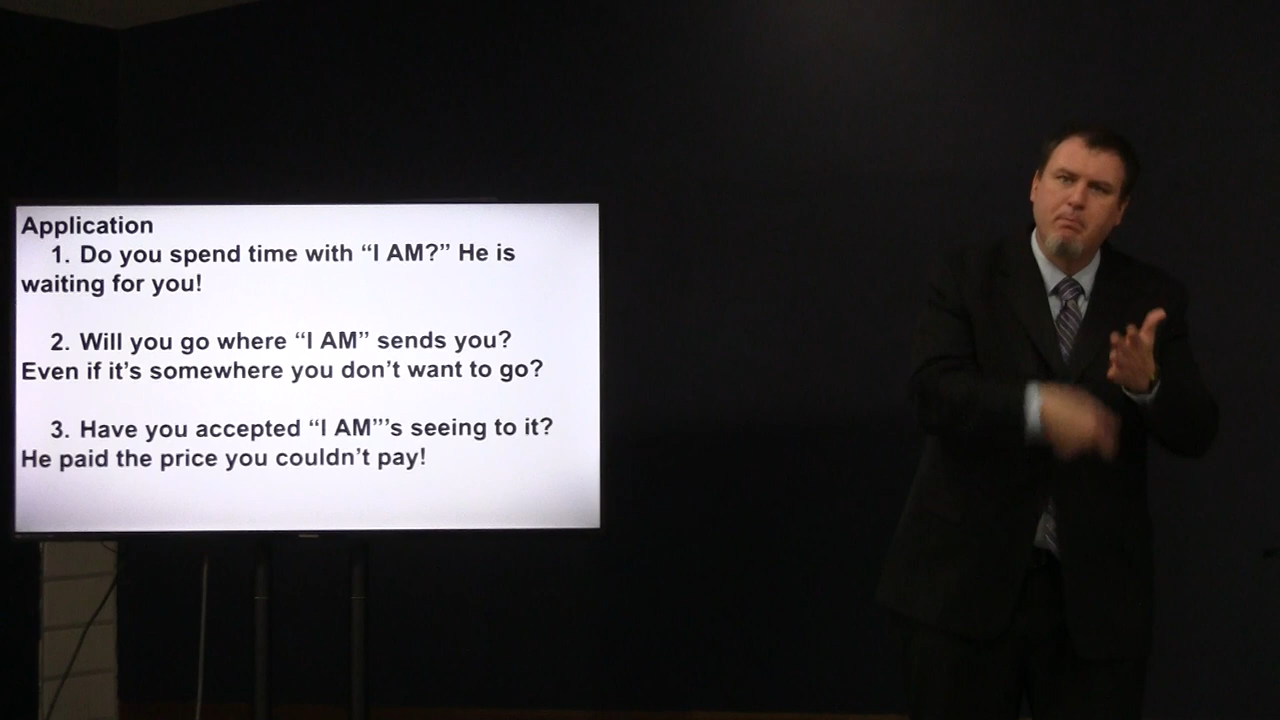 Application
1. Do you spend time with “I AM?” He is
waiting for you!
2. Will you go where “I AM” sends you?
Even if it’s somewhere you don’t want to go?
3. Have you accepted “I AM”’s seeing to it?
He paid the price you couldn’t pay!